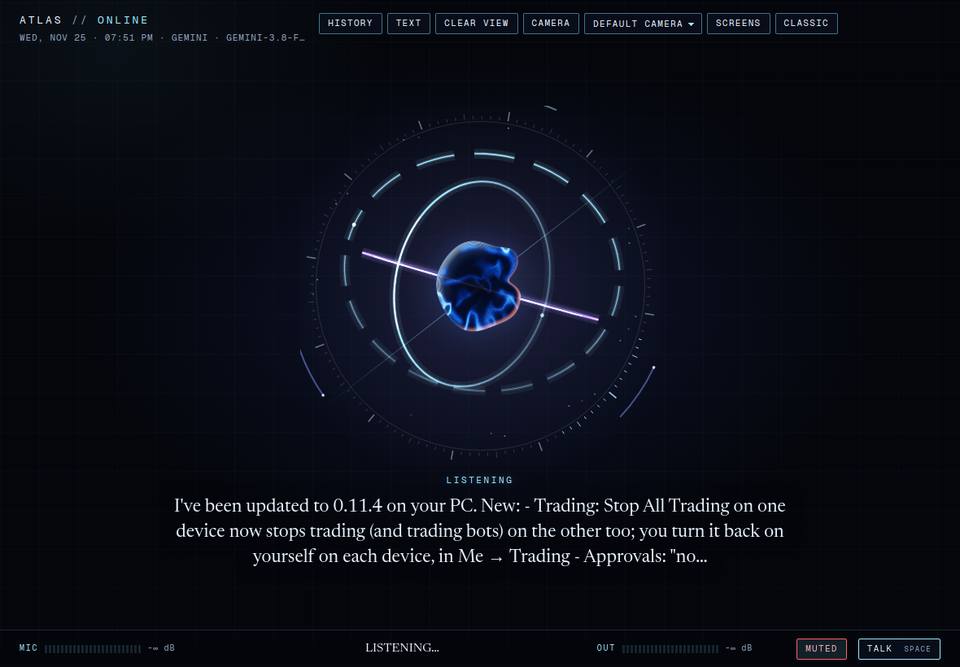 ATLAS // ONLINE
WED, NOV 25 · 07:51 PM · GEMINI · GEMINI-3.8-F…
HISTORY
TEXT
CLEAR VIEW
CAMERA
DEFAULT CAMERA
SCREENS
CLASSIC
LISTENING
I've been updated to 0.11.4 on your PC. New: - Trading: Stop All Trading on one
device now stops trading (and trading bots) on the other too; you turn it back on
yourself on each device, in Me → Trading - Approvals: "no...
MIC -∞ dB
LISTENING...
OUT -∞ dB
MUTED
TALK SPACE